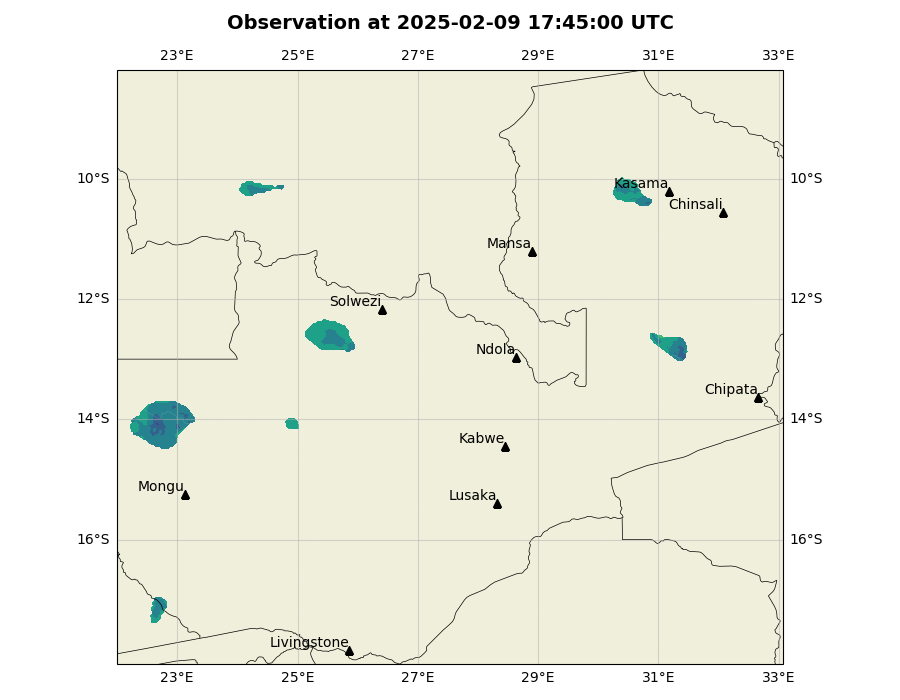 Observation at 2025-02-09 17:45:00 UTC
23°E 25°E 27°E 29°E 31°E 33°E
10°S 10°S
Kasama
Chinsali
Mansa
12°S 12°S
Solwezi
Ndola
Chipata
14°S 14°S
Kabwe
Mongu
Lusaka
16°S 16°S
Livingstone
23°E 25°E 27°E 29°E 31°E 33°E